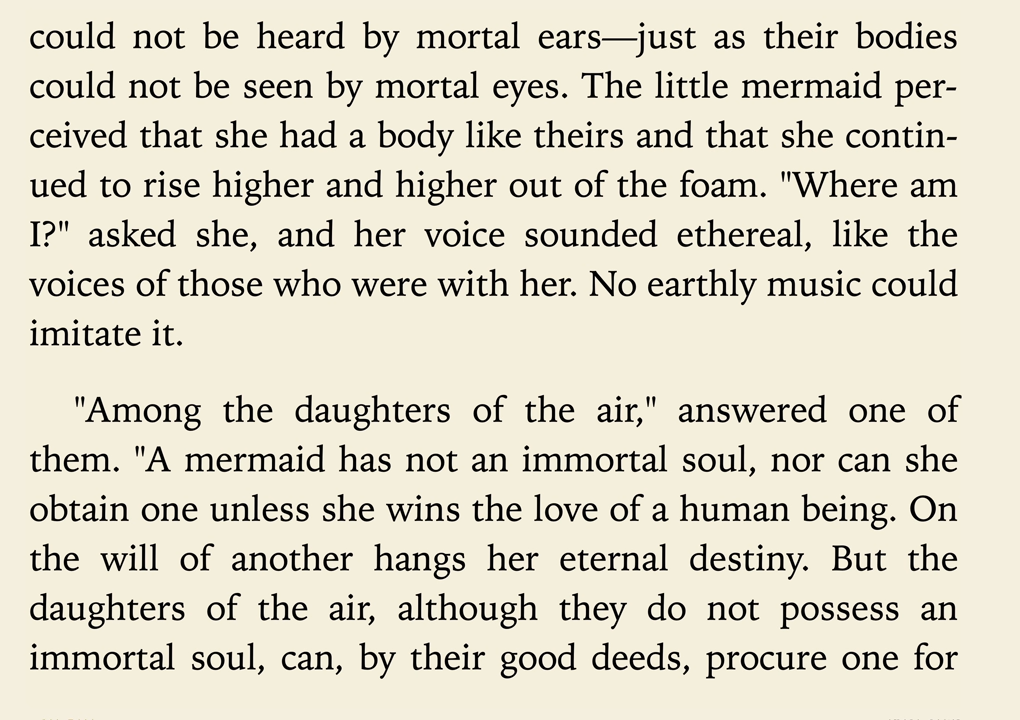 could not be heard by mortal ears—just as their bodies
could not be seen by mortal eyes. The little mermaid per-
ceived that she had a body like theirs and that she contin-
ued to rise higher and higher out of the foam. "Where am
I?" asked she, and her voice sounded ethereal, like the
voices of those who were with her. No earthly music could
imitate it.
"Among the daughters of the air," answered one of
them. "A mermaid has not an immortal soul, nor can she
obtain one unless she wins the love of a human being. On
the will of another hangs her eternal destiny. But the
daughters of the air, although they do not possess an
immortal soul, can, by their good deeds, procure one for